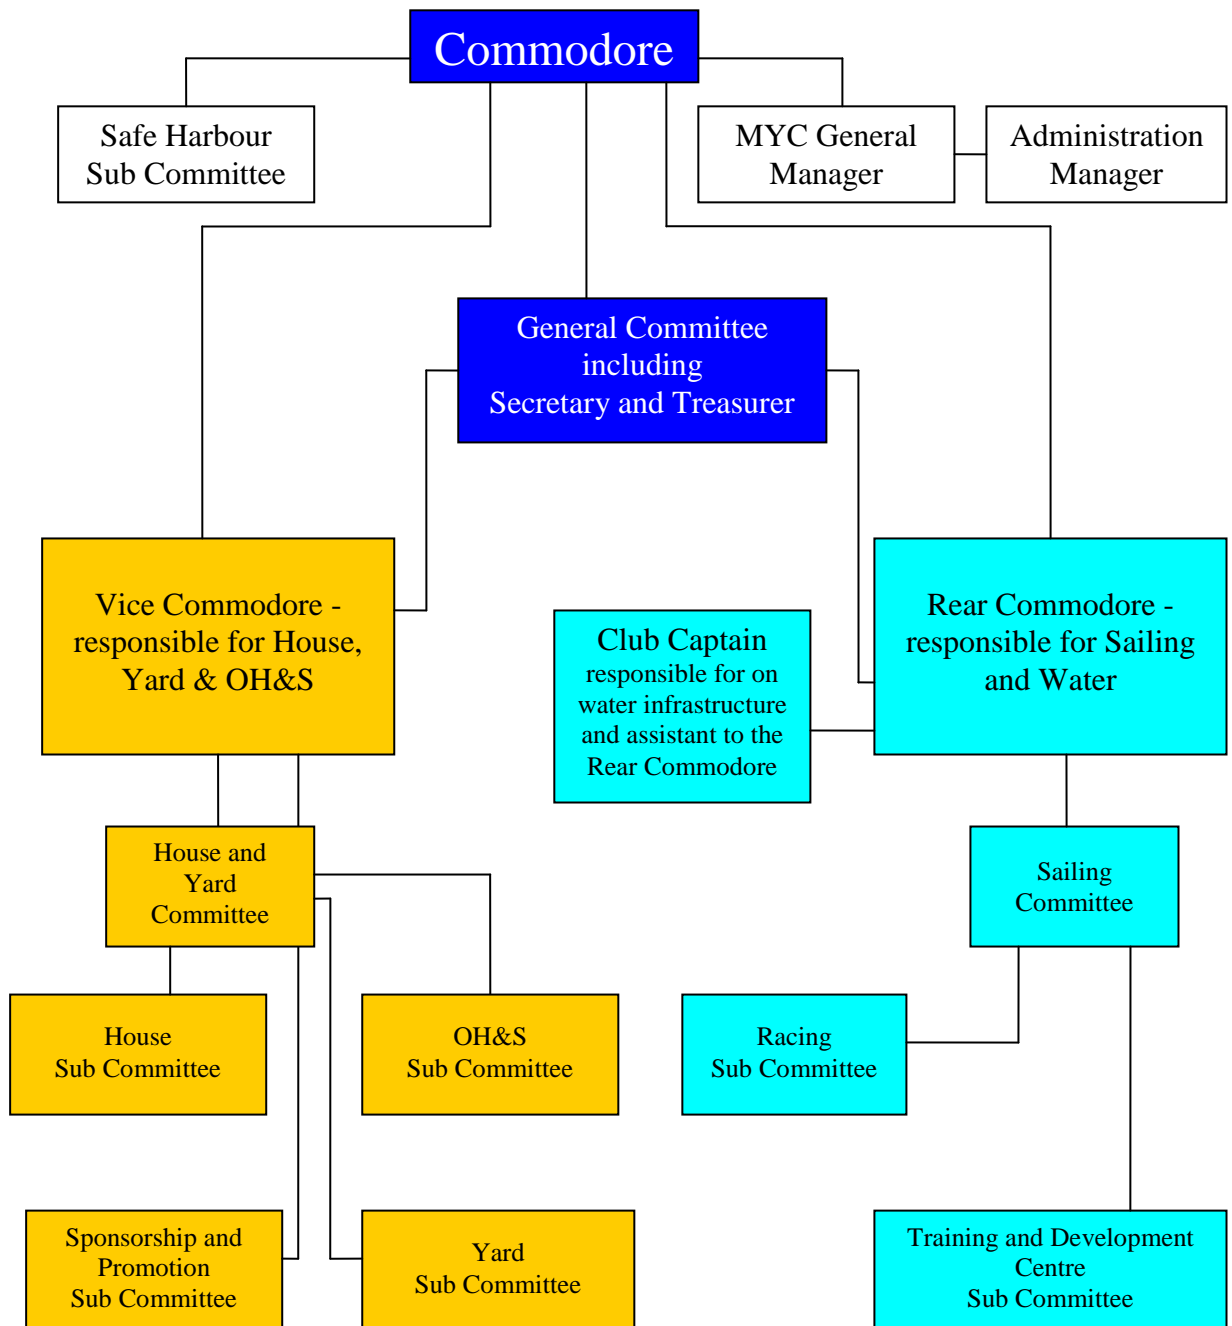 Commodore
Safe Harbour
Sub Committee
MYC General
Manager
Administration
Manager
General Committee
including
Secretary and Treasurer
Vice Commodore -
responsible for House,
Yard & OH&S
Club Captain
responsible for on
water infrastructure
and assistant to the
Rear Commodore
Rear Commodore -
responsible for Sailing
and Water
House and
Yard
Committee
Sailing
Committee
House
Sub Committee
OH&S
Sub Committee
Racing
Sub Committee
Sponsorship and
Promotion
Sub Committee
Yard
Sub Committee
Training and Development
Centre
Sub Committee